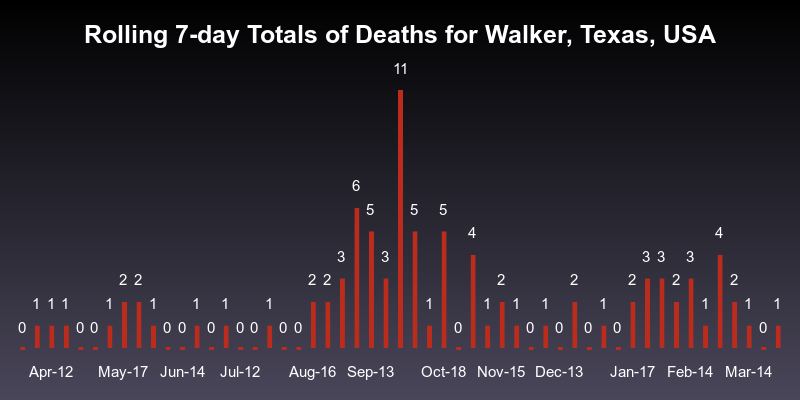 Rolling 7-day Totals of Deaths for Walker, Texas, USA
11
6
5 5 5
4 4
3 3 3 3 3
2 2 2 2 2 2 2 2 2
1 1 1 1 1 1 1 1 1 1 1 1 1 1 1 1
0 0 0 0 0 0 0 0 0 0 0 0 0 0 0 0
Apr-12 May-17 Jun-14 Jul-12 Aug-16 Sep-13 Oct-18 Nov-15 Dec-13 Jan-17 Feb-14 Mar-14